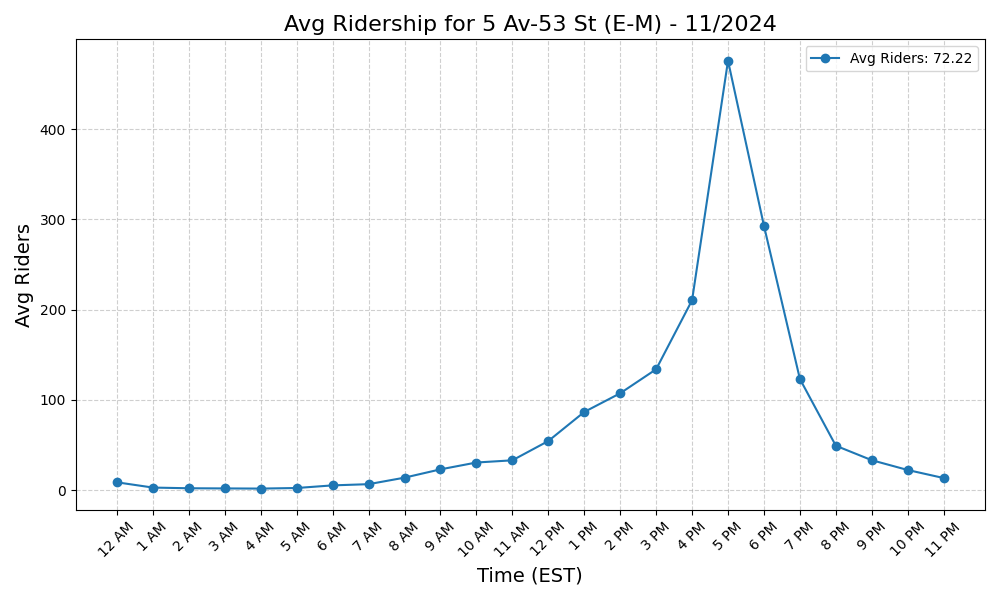 Avg Ridership for 5 Av-53 St (E-M) - 11/2024
Avg Riders: 72.22
400
300
200
100
0
Avg Riders
12 AM
1 AM
2 AM
3 AM
4 AM
5 AM
6 AM
7 AM
8 AM
9 AM
10 AM
11 AM
12 PM
1 PM
2 PM
3 PM
4 PM
5 PM
6 PM
7 PM
8 PM
9 PM
10 PM
11 PM
Time (EST)